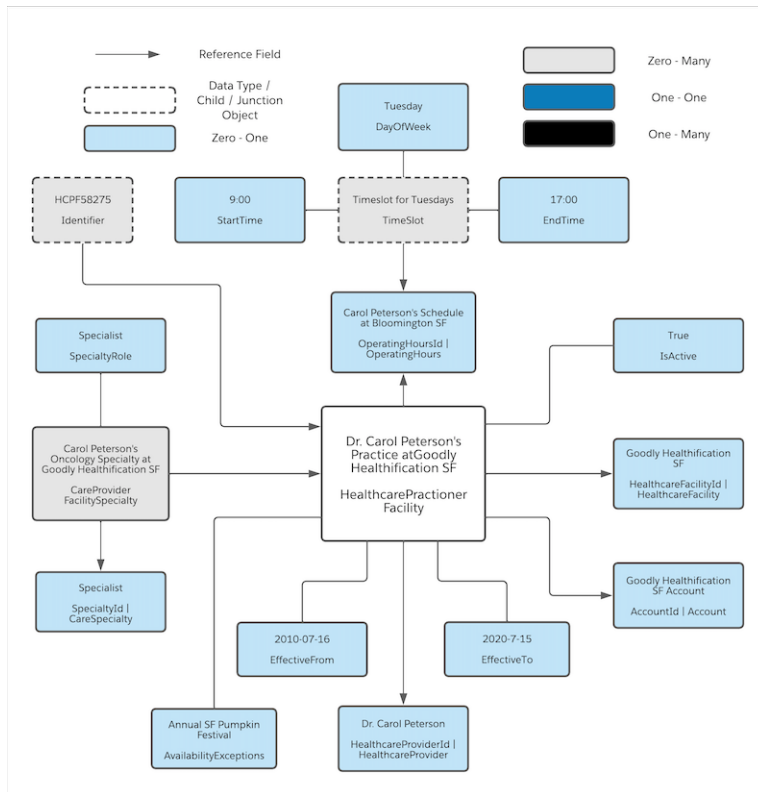 Reference Field
Data Type /
Child / Junction
Object
Zero - One
Zero - Many
One - One
One - Many
Tuesday
DayOfWeek
HCPF58275
Identifier
9:00
StartTime
Timeslot for Tuesdays
TimeSlot
17:00
EndTime
Carol Peterson's Schedule
at Bloomington SF
OperatingHoursId |
OperatingHours
Specialist
SpecialtyRole
True
IsActive
Carol Peterson's
Oncology Specialty at
Goodly Healthification SF
CareProvider
FacilitySpecialty
Dr. Carol Peterson's
Practice atGoodly
Healthification SF
HealthcarePractioner
Facility
Goodly Healthification
SF
HealthcareFacilityId |
HealthcareFacility
Specialist
SpecialtyId |
CareSpecialty
Goodly Healthification
SF Account
AccountId | Account
2010-07-16
EffectiveFrom
2020-7-15
EffectiveTo
Annual SF Pumpkin
Festival
AvailabilityExceptions
Dr. Carol Peterson
HealthcareProviderId |
HealthcareProvider